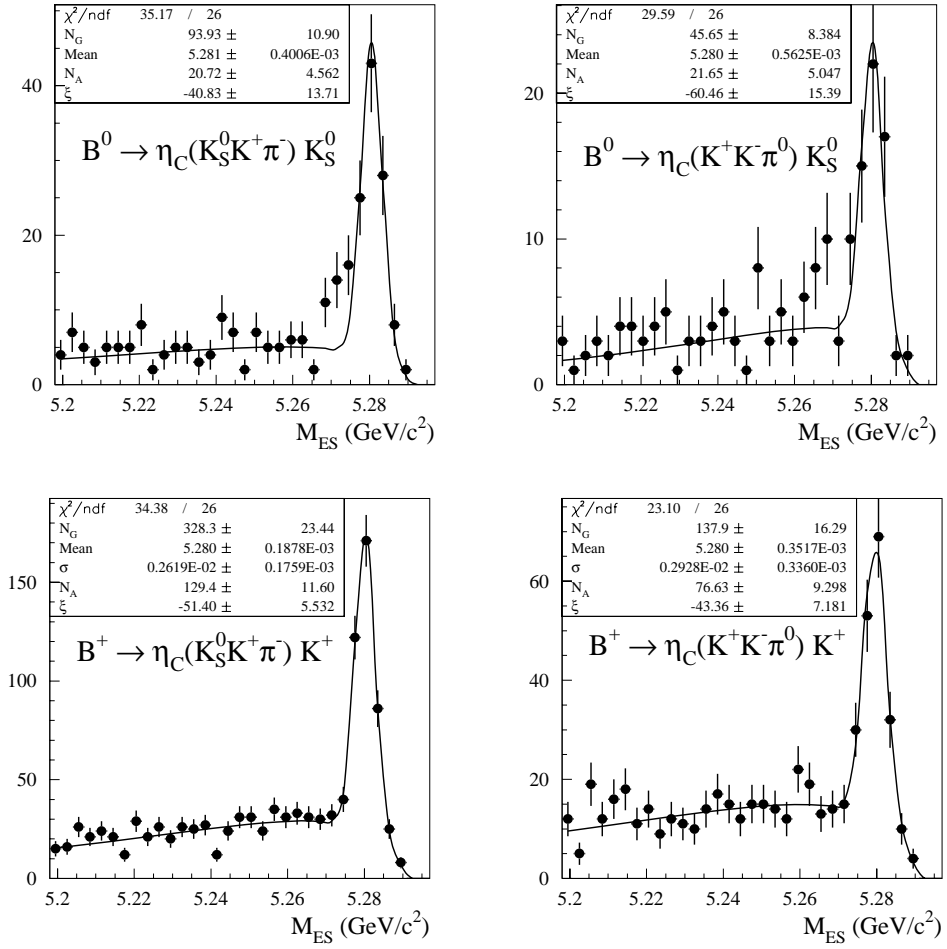 χ²/ndf 35.17 / 26
N_G 93.93 ± 10.90
Mean 5.281 ± 0.4006E-03
N_A 20.72 ± 4.562
ξ -40.83 ± 13.71
B⁰ → η_C(K_S⁰K⁺π⁻) K_S⁰
40
20
0
5.2 5.22 5.24 5.26 5.28
M_ES (GeV/c²)
χ²/ndf 29.59 / 26
N_G 45.65 ± 8.384
Mean 5.280 ± 0.5625E-03
N_A 21.65 ± 5.047
ξ -60.46 ± 15.39
B⁰ → η_C(K⁺K⁻π⁰) K_S⁰
20
10
0
5.2 5.22 5.24 5.26 5.28
M_ES (GeV/c²)
χ²/ndf 34.38 / 26
N_G 328.3 ± 23.44
Mean 5.280 ± 0.1878E-03
σ 0.2619E-02 ± 0.1759E-03
N_A 129.4 ± 11.60
ξ -51.40 ± 5.532
B⁺ → η_C(K_S⁰K⁺π⁻) K⁺
150
100
50
0
5.2 5.22 5.24 5.26 5.28
M_ES (GeV/c²)
χ²/ndf 23.10 / 26
N_G 137.9 ± 16.29
Mean 5.280 ± 0.3517E-03
σ 0.2928E-02 ± 0.3360E-03
N_A 76.63 ± 9.298
ξ -43.36 ± 7.181
B⁺ → η_C(K⁺K⁻π⁰) K⁺
60
40
20
0
5.2 5.22 5.24 5.26 5.28
M_ES (GeV/c²)